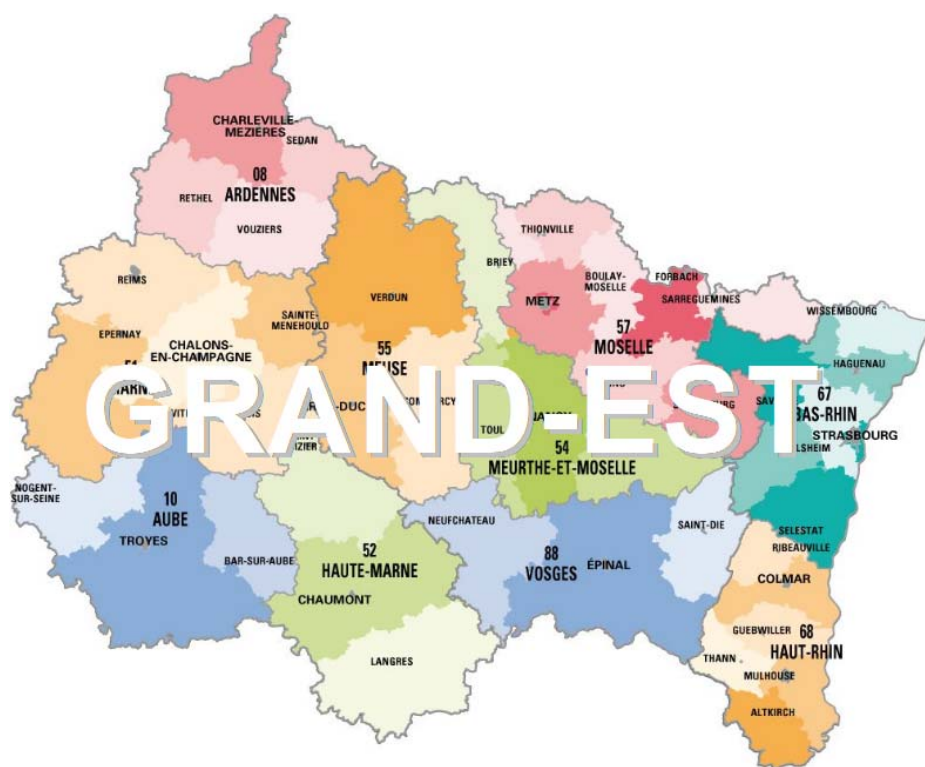 CHARLEVILLE-
MEZIÈRES
SEDAN
08
ARDENNES
RETHEL
VOUZIERS
THIONVILLE
BRIEY
REIMS
BOULAY-
MOSELLE
FORBACH
METZ
SARREGUEMINES
VERDUN
WISSEMBOURG
EPERNAY
SAINTE-
MENEHOULD
57
MOSELLE
CHALONS-
EN-CHAMPAGNE
55
MEUSE
HAGUENAU
67
BAS-RHIN
GRAND-EST
TOUL
STRASBOURG
54
MEURTHE-ET-MOSELLE
NOGENT-
SUR-SEINE
10
AUBE
TROYES
NEUFCHATEAU
SAINT-DIE
SELESTAT
RIBEAUVILLE
BAR-SUR-AUBE
52
HAUTE-MARNE
88
VOSGES
ÉPINAL
COLMAR
CHAUMONT
GUEBWILLER
68
HAUT-RHIN
LANGRES
THANN
MULHOUSE
ALTKIRCH